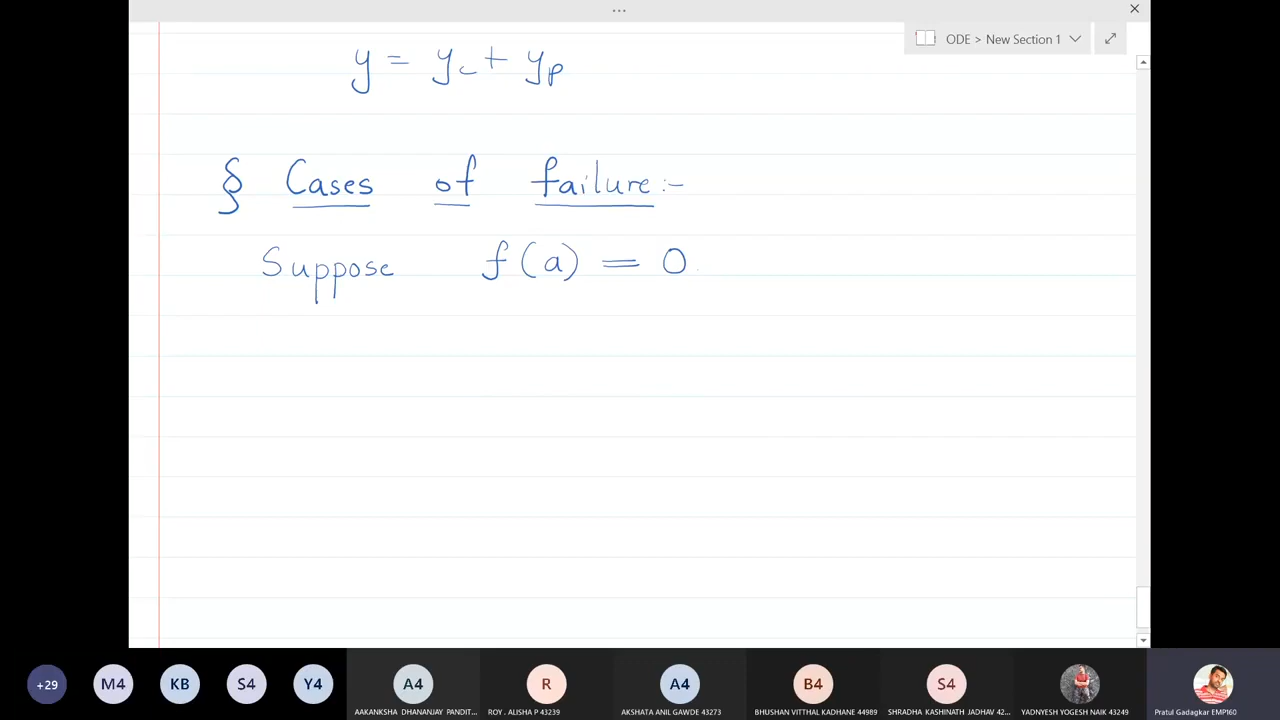 ODE > New Section 1
y = y_c + y_p
§ Cases of failure:-
Suppose f(a) = 0
+29 M4 KB S4 Y4 A4 R A4 B4 S4
AAKANKSHA DHANANJAY PANDIT... ROY . ALISHA P 43239 AKSHATA ANIL GAWDE 43273 BHUSHAN VITTHAL KADHANE 44989 SHRADHA KASHINATH JADHAV 42... YADNYESH YOGESH NAIK 43249 Pratul Gadagkar EMP160